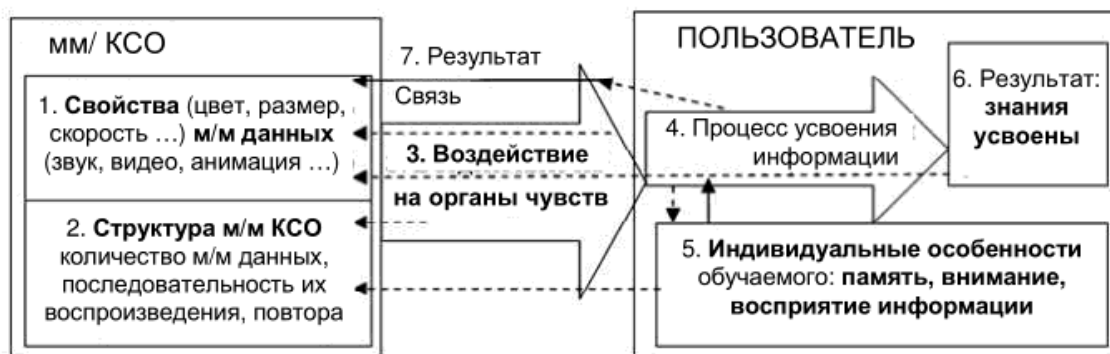 мм/ КСО
1. Свойства (цвет, размер,
скорость …) м/м данных
(звук, видео, анимация …)
2. Структура м/м КСО
количество м/м данных,
последовательность их
воспроизведения, повтора
7. Результат
Связь
3. Воздействие
на органы чувств
ПОЛЬЗОВАТЕЛЬ
4. Процесс усвоения
информации
6. Результат:
знания
усвоены
5. Индивидуальные особенности
обучаемого: память, внимание,
восприятие информации